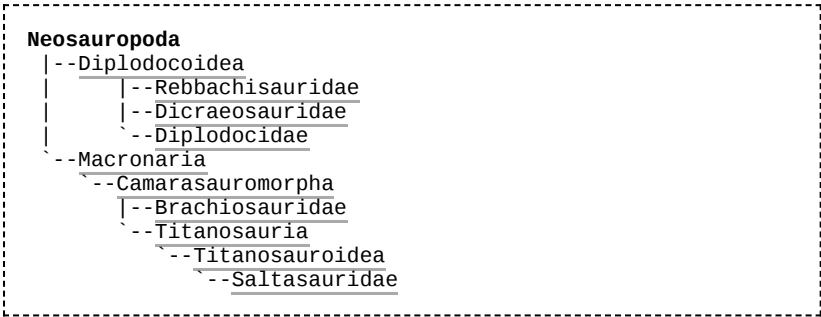 Neosauropoda
 |--Diplodocoidea
 |     |--Rebbachisauridae
 |     |--Dicraeosauridae
 |     `--Diplodocidae
 `--Macronaria
    `--Camarasauromorpha
       |--Brachiosauridae
       `--Titanosauria
          `--Titanosauroidea
             `--Saltasauridae